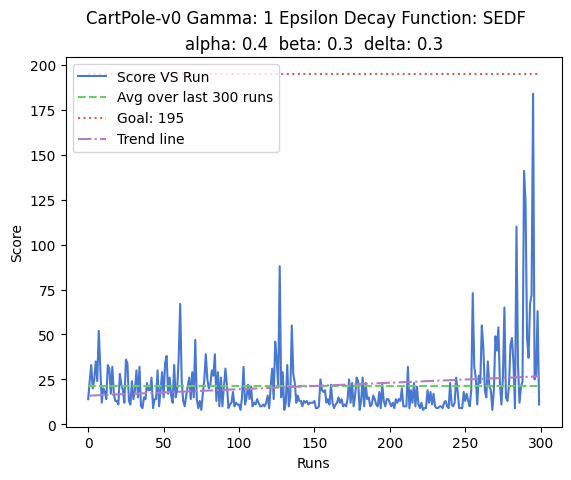 CartPole-v0 Gamma: 1 Epsilon Decay Function: SEDF
alpha: 0.4  beta: 0.3  delta: 0.3
Score VS Run
Avg over last 300 runs
Goal: 195
Trend line
200
175
150
125
100
75
50
25
0
Score
0 50 100 150 200 250 300
Runs